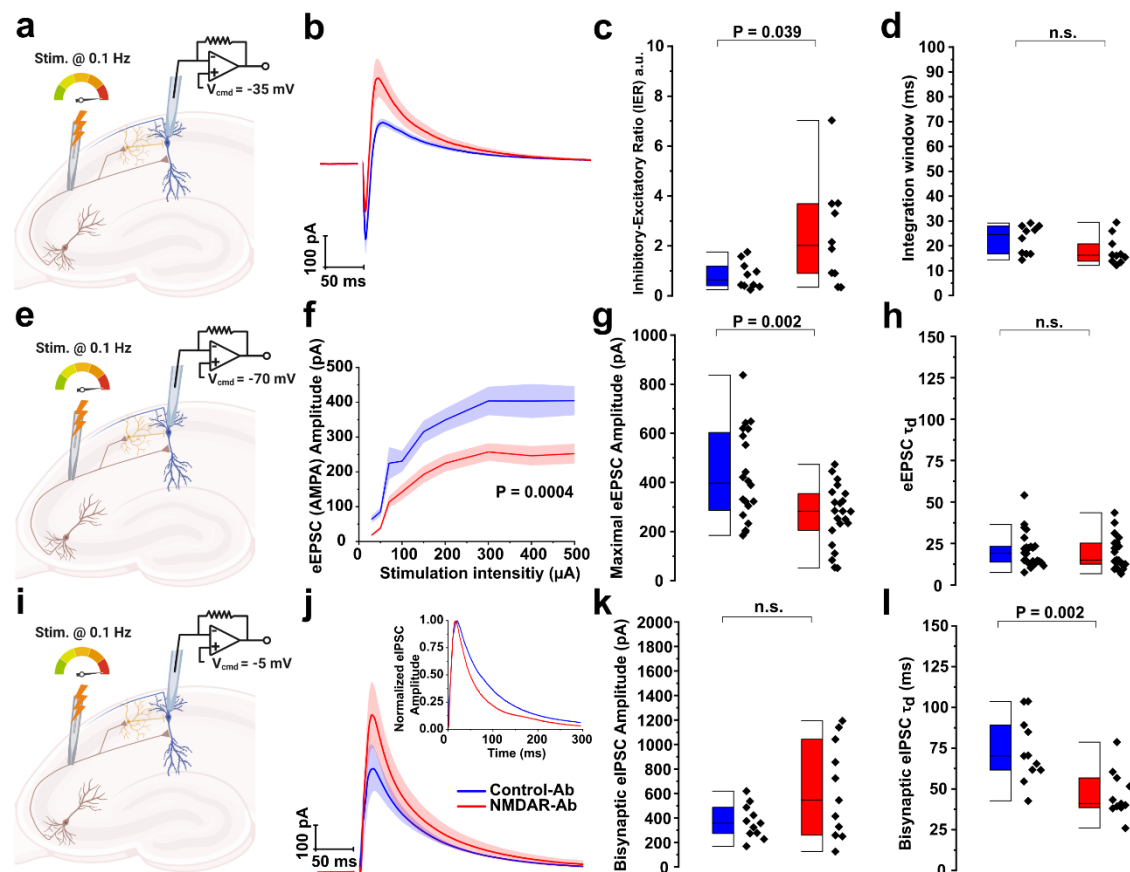 a
Stim. @ 0.1 Hz
Vcmd = -35 mV
b
100 pA
50 ms
c
P = 0.039
Inhibitory-Excitatory Ratio (IER) a.u.
10
8
6
4
2
0
d
n.s.
Integration window (ms)
100
90
80
70
60
50
40
30
20
10
0
e
Stim. @ 0.1 Hz
Vcmd = -70 mV
f
eEPSC (AMPA) Amplitude (pA)
400
300
200
100
0
P = 0.0004
0
100
200
300
400
500
Stimulation intensitiy (µA)
g
P = 0.002
Maximal eEPSC Amplitude (pA)
1000
800
600
400
200
0
h
n.s.
eEPSC τd
150
125
100
75
50
25
0
i
Stim. @ 0.1 Hz
Vcmd = -5 mV
j
Normalized eIPSC
Amplitude
1.00
0.75
0.50
0.25
0.00
0
100
200
300
Time (ms)
Control-Ab
NMDAR-Ab
100 pA
50 ms
k
n.s.
Bisynaptic eIPSC Amplitude (pA)
2000
1800
1600
1400
1200
1000
800
600
400
200
0
l
P = 0.002
Bisynaptic eIPSC τd (ms)
150
125
100
75
50
25
0